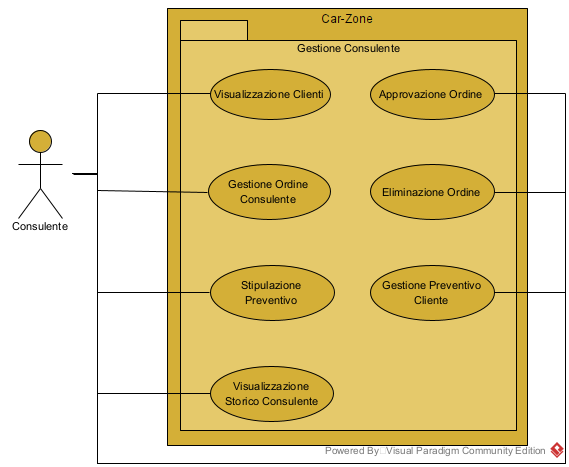 Car-Zone
Gestione Consulente
Visualizzazione Clienti
Approvazione Ordine
Gestione Ordine
Consulente
Eliminazione Ordine
Consulente
Stipulazione
Preventivo
Gestione Preventivo
Cliente
Visualizzazione
Storico Consulente
Powered By Visual Paradigm Community Edition